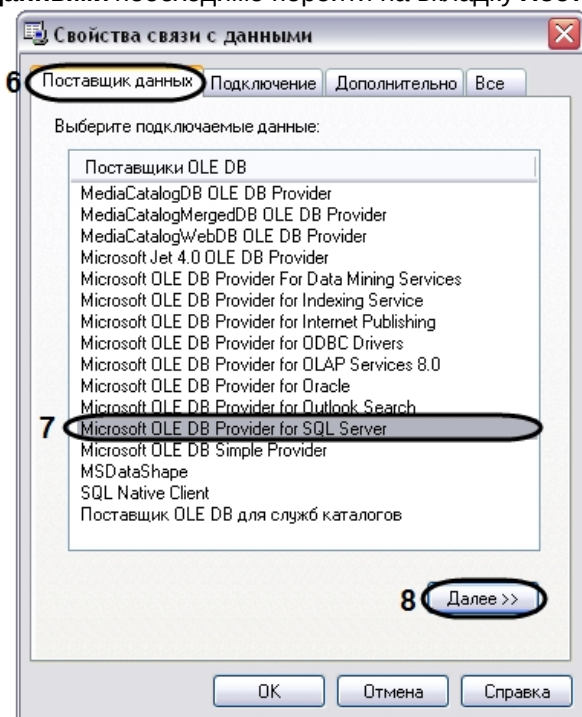 необходимо перейти на вкладку
Свойства связи с данными
6 Поставщик данных Подключение Дополнительно Все
Выберите подключаемые данные:
Поставщики OLE DB
MediaCatalogDB OLE DB Provider
MediaCatalogMergedDB OLE DB Provider
MediaCatalogWebDB OLE DB Provider
Microsoft Jet 4.0 OLE DB Provider
Microsoft OLE DB Provider For Data Mining Services
Microsoft OLE DB Provider for Indexing Service
Microsoft OLE DB Provider for Internet Publishing
Microsoft OLE DB Provider for ODBC Drivers
Microsoft OLE DB Provider for OLAP Services 8.0
Microsoft OLE DB Provider for Oracle
Microsoft OLE DB Provider for Outlook Search
7 Microsoft OLE DB Provider for SQL Server
Microsoft OLE DB Simple Provider
MSDataShape
SQL Native Client
Поставщик OLE DB для служб каталогов
8 Далее >>
OK Отмена Справка